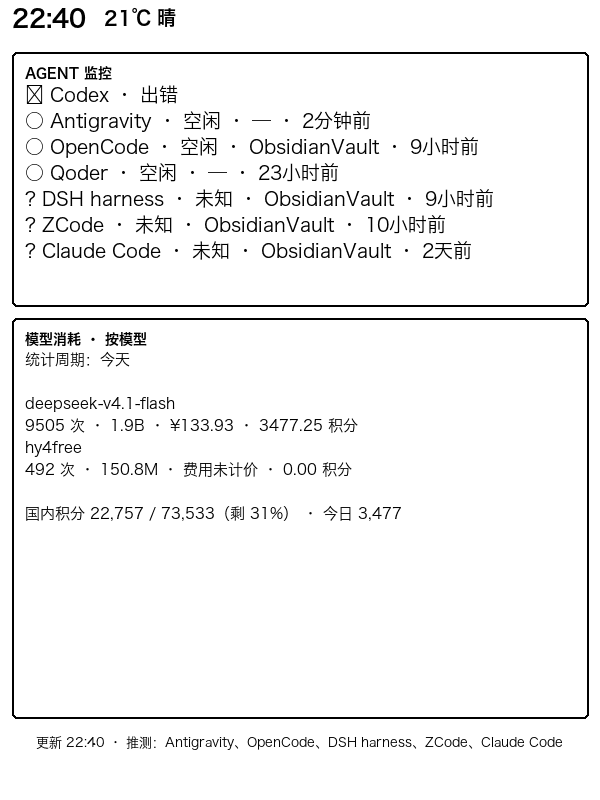 22:40 21℃ 晴
AGENT 监控
☒ Codex · 出错
○ Antigravity · 空闲 · — · 2分钟前
○ OpenCode · 空闲 · ObsidianVault · 9小时前
○ Qoder · 空闲 · — · 23小时前
? DSH harness · 未知 · ObsidianVault · 9小时前
? ZCode · 未知 · ObsidianVault · 10小时前
? Claude Code · 未知 · ObsidianVault · 2天前
模型消耗 · 按模型
统计周期：今天
deepseek-v4.1-flash
9505 次 · 1.9B · ¥133.93 · 3477.25 积分
hy4free
492 次 · 150.8M · 费用未计价 · 0.00 积分
国内积分 22,757 / 73,533（剩 31%） · 今日 3,477
更新 22:40 · 推测：Antigravity、OpenCode、DSH harness、ZCode、Claude Code